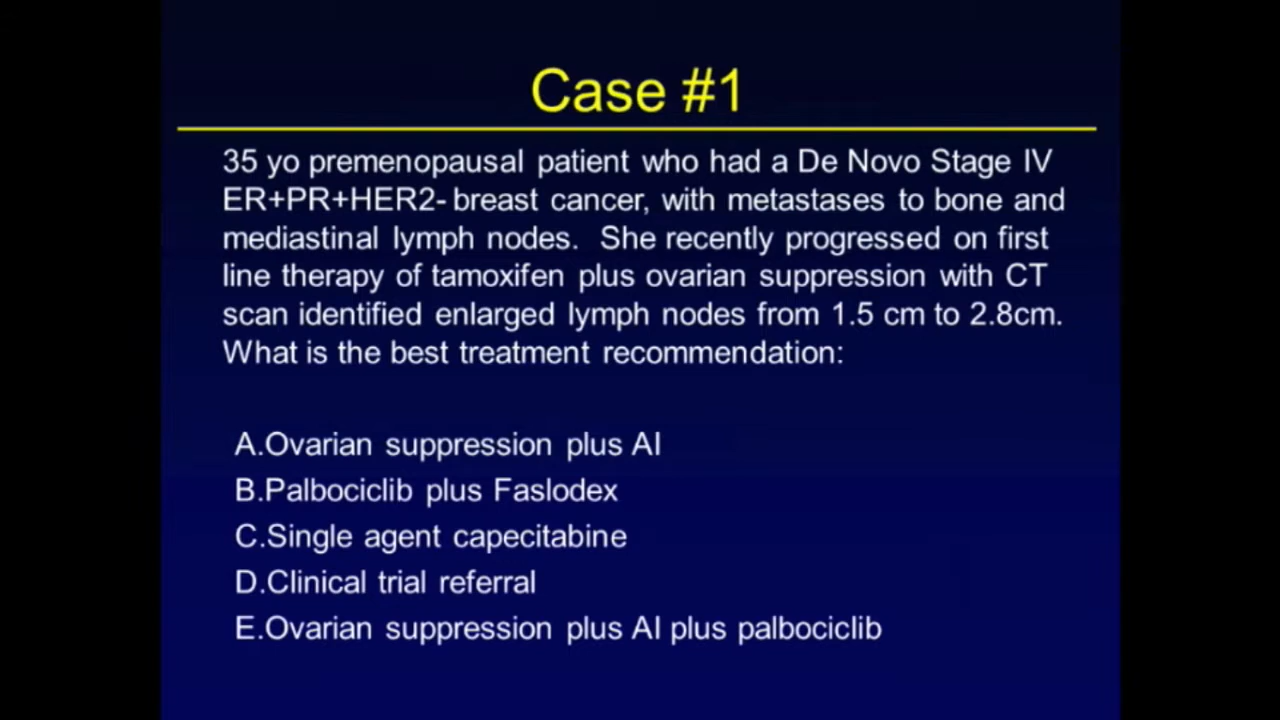 Case #1
35 yo premenopausal patient who had a De Novo Stage IV
ER+PR+HER2- breast cancer, with metastases to bone and
mediastinal lymph nodes. She recently progressed on first
line therapy of tamoxifen plus ovarian suppression with CT
scan identified enlarged lymph nodes from 1.5 cm to 2.8cm.
What is the best treatment recommendation:
A.Ovarian suppression plus AI
B.Palbociclib plus Faslodex
C.Single agent capecitabine
D.Clinical trial referral
E.Ovarian suppression plus AI plus palbociclib